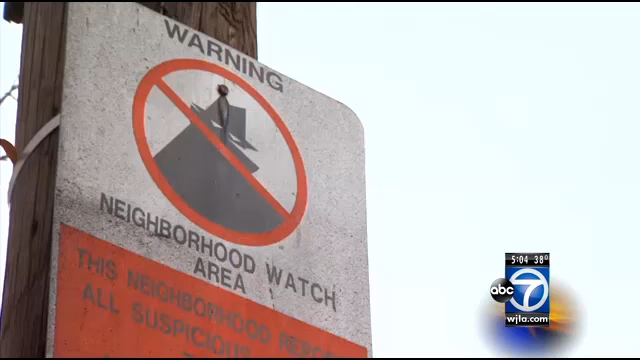 WARNING
NEIGHBORHOOD WATCH
AREA
THIS NEIGHBORHOOD
ALL SUSPICIOUS
5:04 38°
abc 7
wjla.com